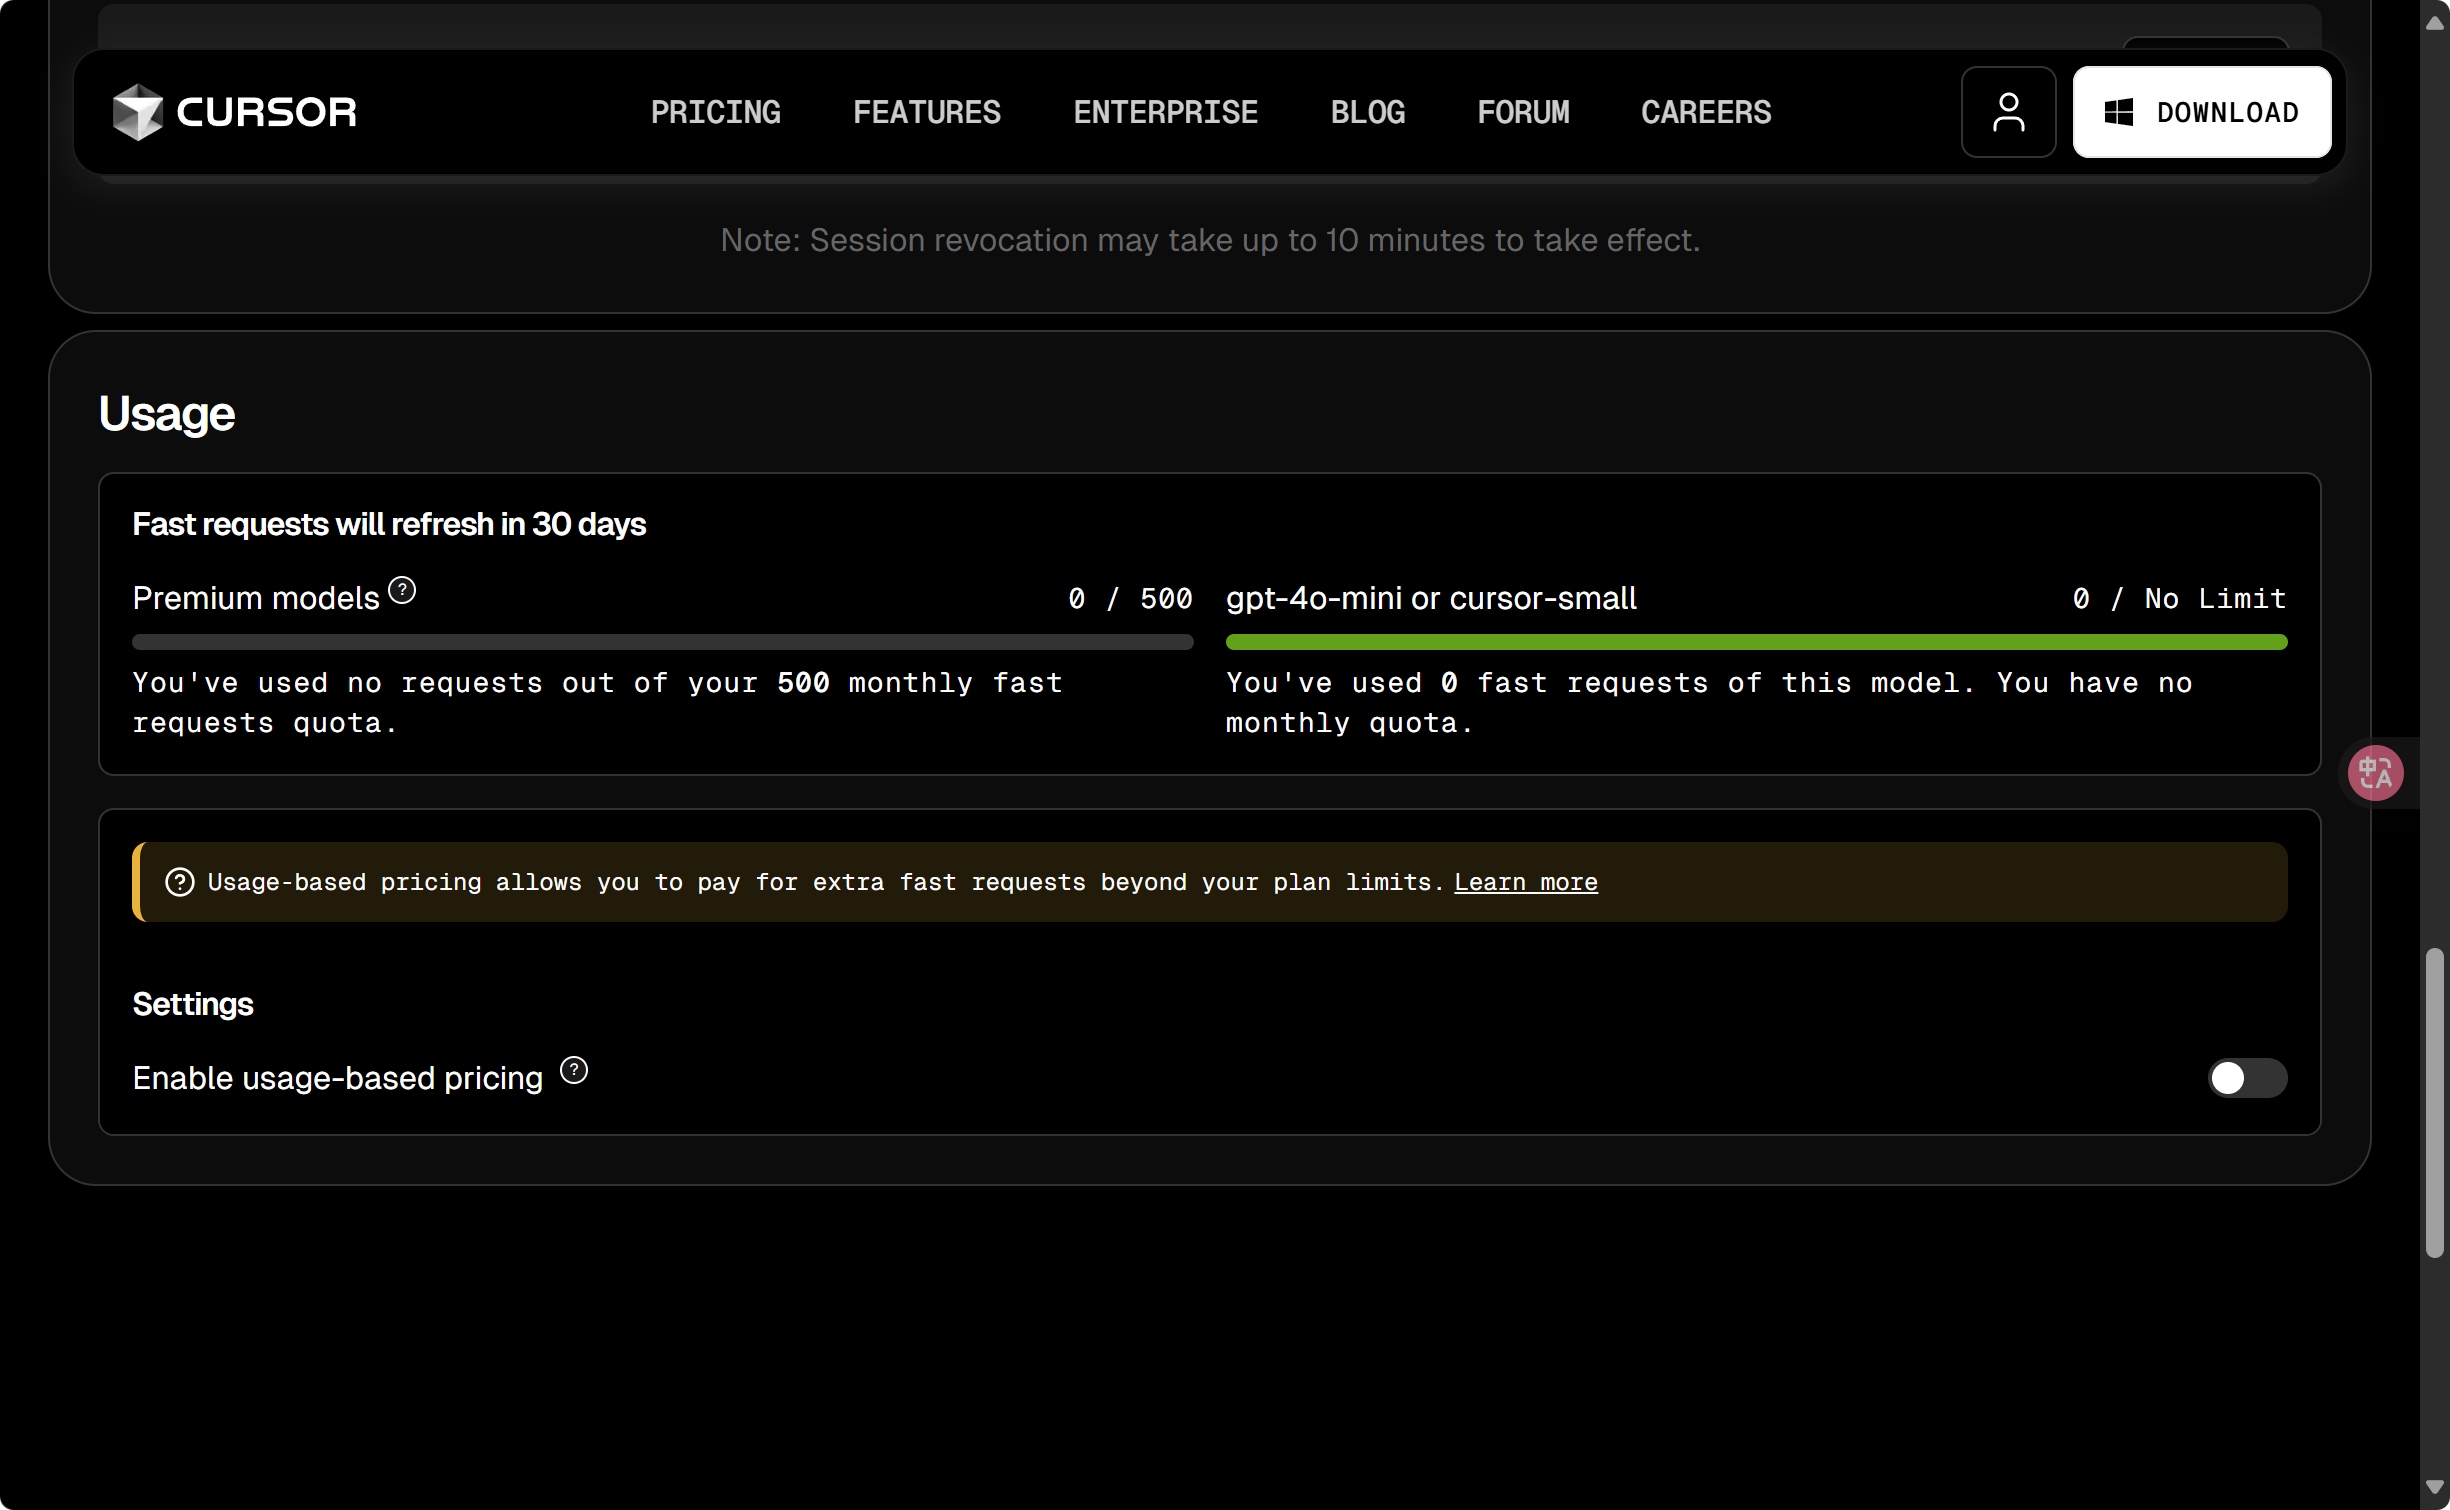 CURSOR
PRICING
FEATURES
ENTERPRISE
BLOG
FORUM
CAREERS
DOWNLOAD
Note: Session revocation may take up to 10 minutes to take effect.
Usage
Fast requests will refresh in 30 days
Premium models ?
0 / 500
You've used no requests out of your 500 monthly fast
requests quota.
gpt-4o-mini or cursor-small
0 / No Limit
You've used 0 fast requests of this model. You have no
monthly quota.
? Usage-based pricing allows you to pay for extra fast requests beyond your plan limits. Learn more
Settings
Enable usage-based pricing ?
中A